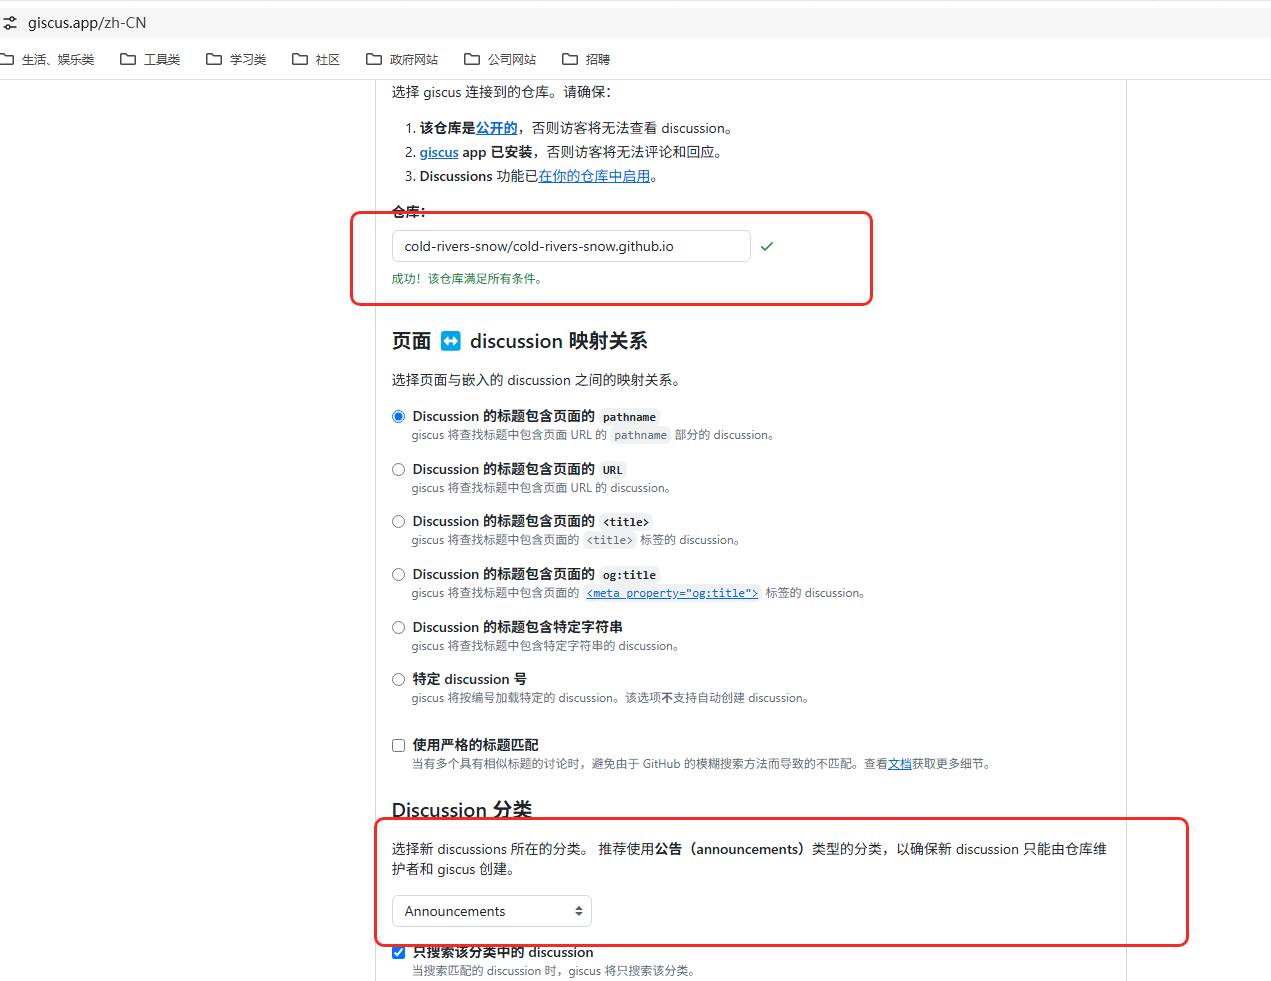 giscus.app/zh-CN
生活、娱乐类 工具类 学习类 社区 政府网站 公司网站 招聘
选择 giscus 连接到的仓库。请确保：
1. 该仓库是公开的，否则访客将无法查看 discussion。
2. giscus app 已安装，否则访客将无法评论和回应。
3. Discussions 功能已在你的仓库中启用。
仓库：
cold-rivers-snow/cold-rivers-snow.github.io
成功！该仓库满足所有条件。
页面 ↔️ discussion 映射关系
选择页面与嵌入的 discussion 之间的映射关系。
Discussion 的标题包含页面的 pathname
giscus 将查找标题中包含页面 URL 的 pathname 部分的 discussion。
Discussion 的标题包含页面的 URL
giscus 将查找标题中包含页面 URL 的 discussion。
Discussion 的标题包含页面的 <title>
giscus 将查找标题中包含页面的 <title> 标签的 discussion。
Discussion 的标题包含页面的 og:title
giscus 将查找标题中包含页面的 <meta property="og:title"> 标签的 discussion。
Discussion 的标题包含特定字符串
giscus 将查找标题中包含特定字符串的 discussion。
特定 discussion 号
giscus 将按编号加载特定的 discussion。该选项不支持自动创建 discussion。
使用严格的标题匹配
当有多个具有相似标题的讨论时，避免由于 GitHub 的模糊搜索方法而导致的不匹配。查看文档获取更多细节。
Discussion 分类
选择新 discussions 所在的分类。 推荐使用公告（announcements）类型的分类，以确保新 discussion 只能由仓库维
护者和 giscus 创建。
Announcements
只搜索该分类中的 discussion
当搜索匹配的 discussion 时，giscus 将只搜索该分类。